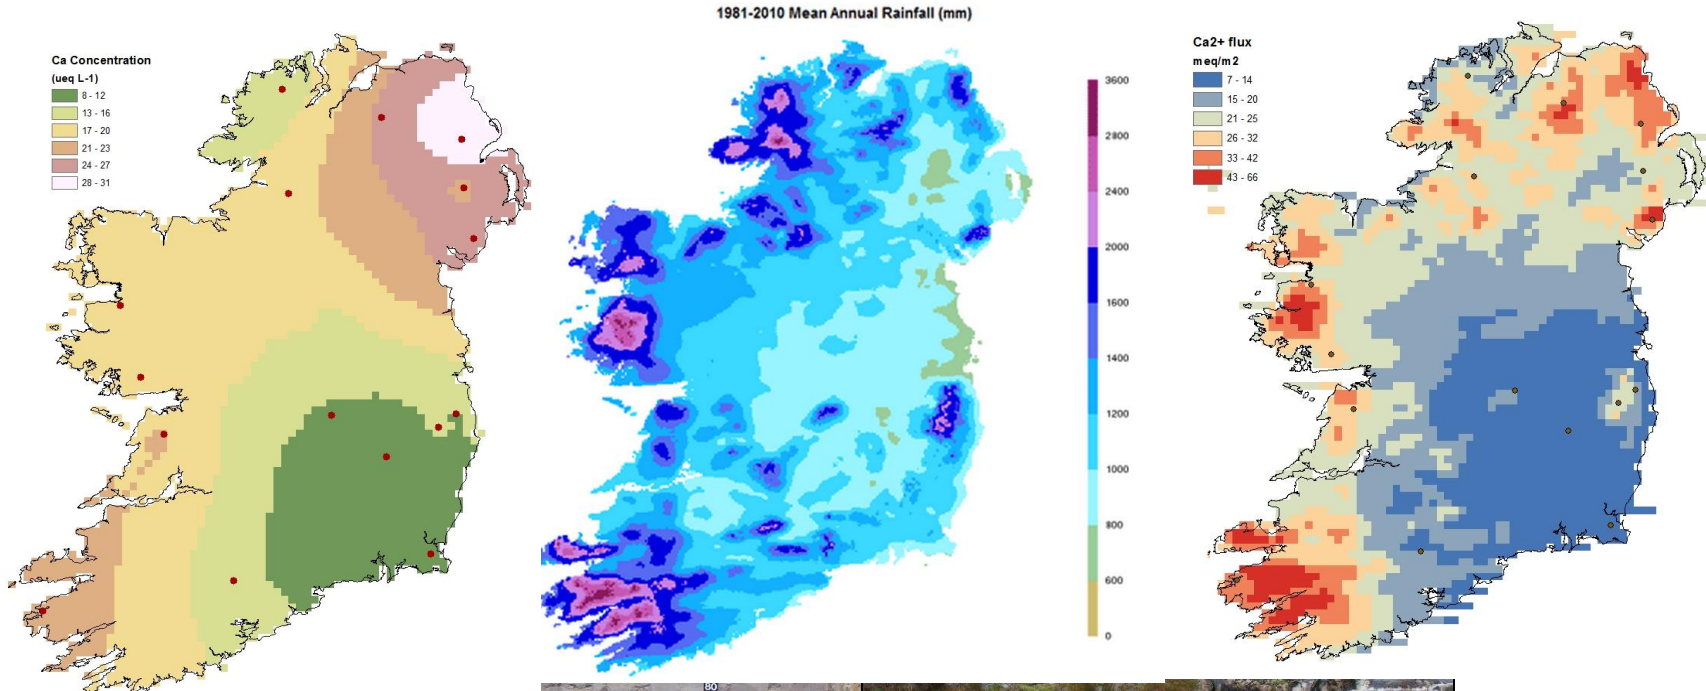 Ca Concentration
(ueq L-1)
8 - 12
13 - 16
17 - 20
21 - 23
24 - 27
28 - 31
1981-2010 Mean Annual Rainfall (mm)
3600
2800
2400
2000
1600
1400
1200
1000
800
600
0
Ca2+ flux
meq/m2
7 - 14
15 - 20
21 - 25
26 - 32
33 - 42
43 - 66
80